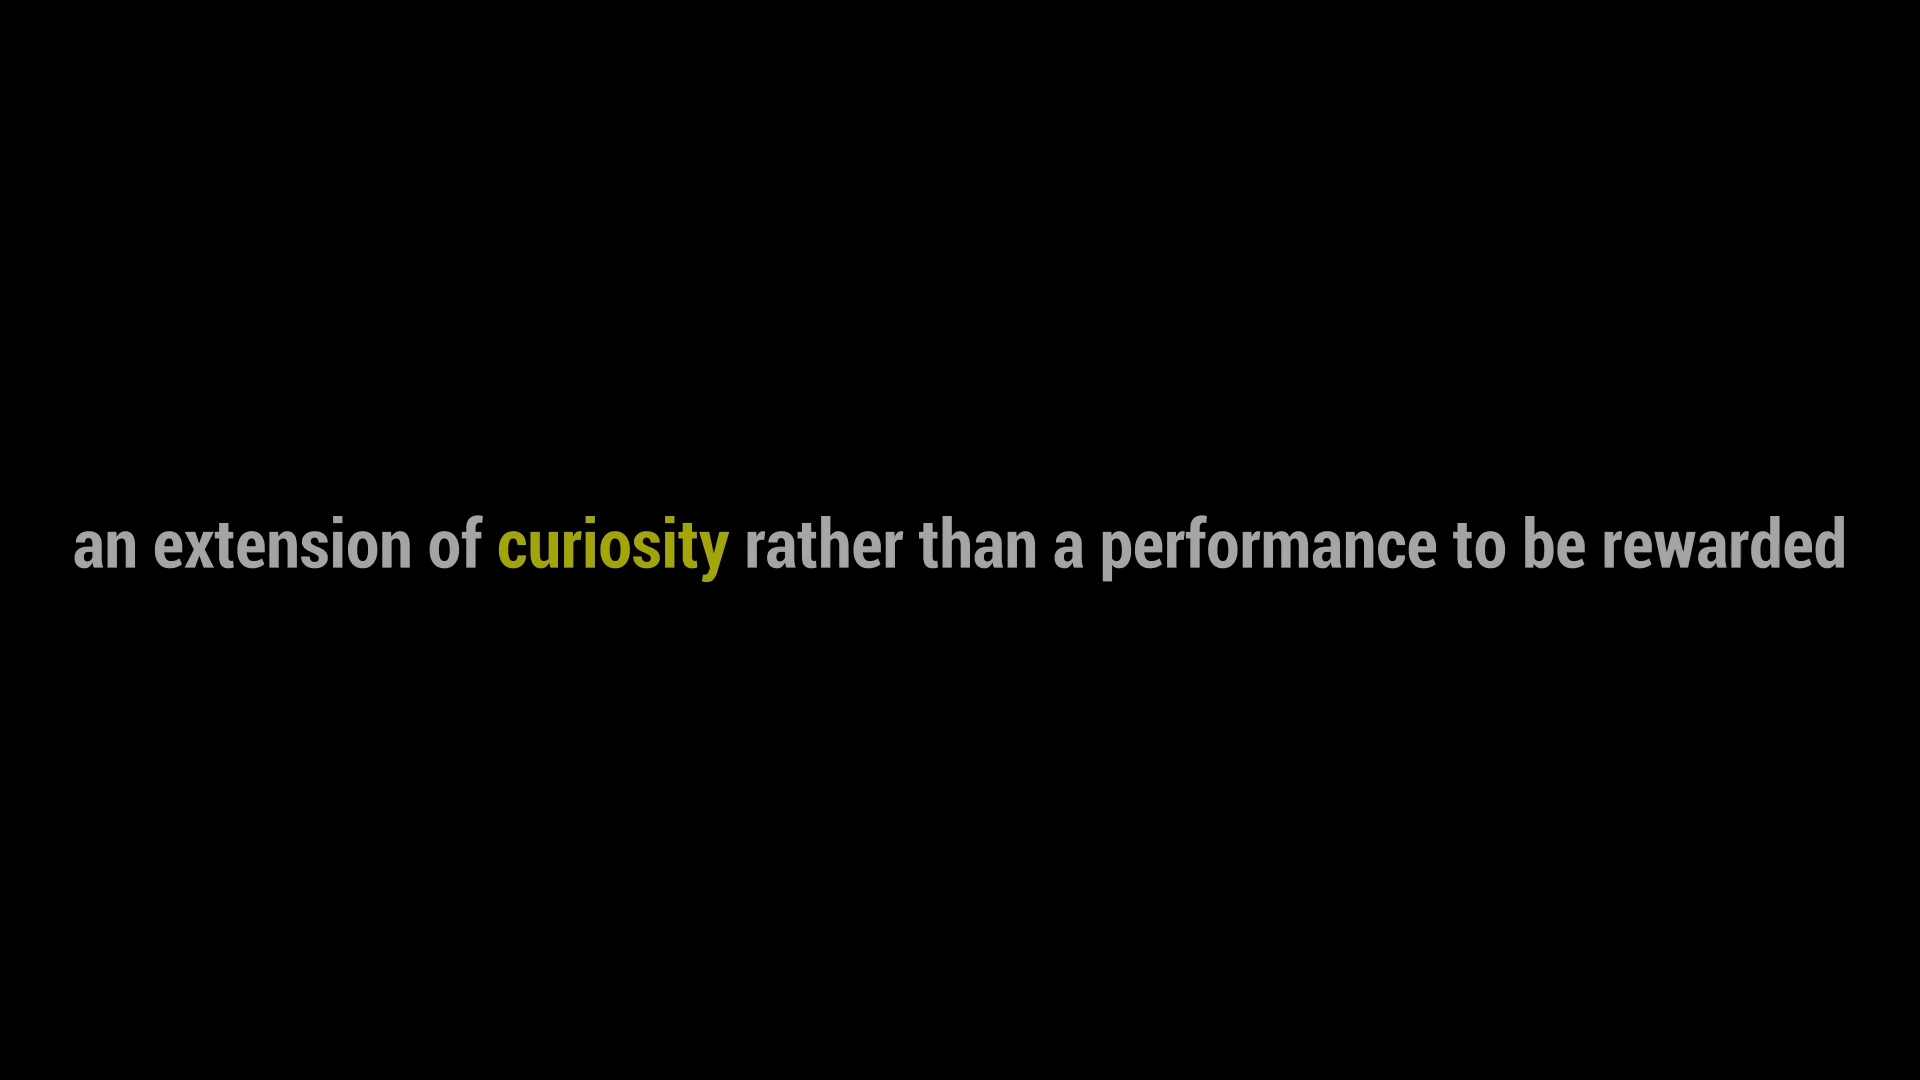 an extension of curiosity rather than a performance to be rewarded